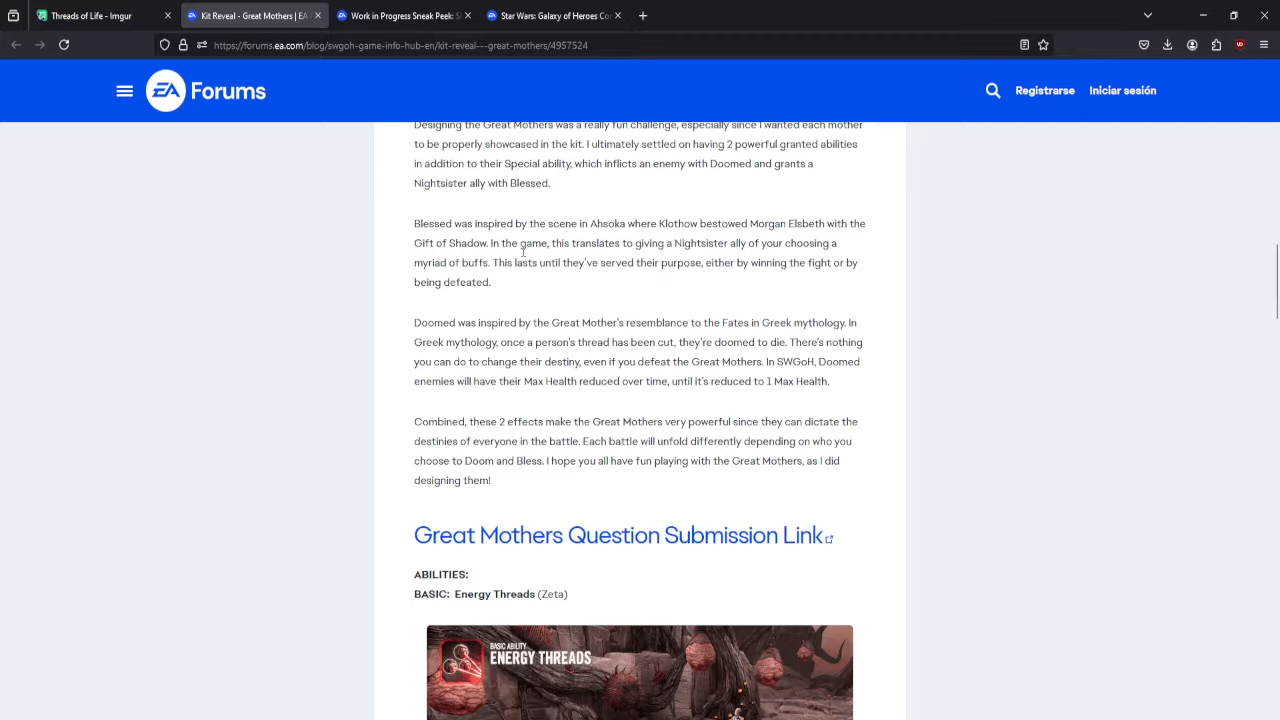 Threads of Life - Imgur
Kit Reveal - Great Mothers | EA F
Work in Progress Sneak Peek: S
Star Wars: Galaxy of Heroes Co
https://forums.ea.com/blog/swgoh-game-info-hub-en/kit-reveal---great-mothers/4957524
EA Forums
Registrarse
Iniciar sesión
Designing the Great Mothers was a really fun challenge, especially since I wanted each mother
to be properly showcased in the kit. I ultimately settled on having 2 powerful granted abilities
in addition to their Special ability, which inflicts an enemy with Doomed and grants a
Nightsister ally with Blessed.
Blessed was inspired by the scene in Ahsoka where Klothow bestowed Morgan Elsbeth with the
Gift of Shadow. In the game, this translates to giving a Nightsister ally of your choosing a
myriad of buffs. This lasts until they've served their purpose, either by winning the fight or by
being defeated.
Doomed was inspired by the Great Mother's resemblance to the Fates in Greek mythology. In
Greek mythology, once a person's thread has been cut, they're doomed to die. There's nothing
you can do to change their destiny, even if you defeat the Great Mothers. In SWGoH, Doomed
enemies will have their Max Health reduced over time, until it's reduced to 1 Max Health.
Combined, these 2 effects make the Great Mothers very powerful since they can dictate the
destinies of everyone in the battle. Each battle will unfold differently depending on who you
choose to Doom and Bless. I hope you all have fun playing with the Great Mothers, as I did
designing them!
Great Mothers Question Submission Link
ABILITIES:
BASIC: Energy Threads (Zeta)
BASIC ABILITY
ENERGY THREADS